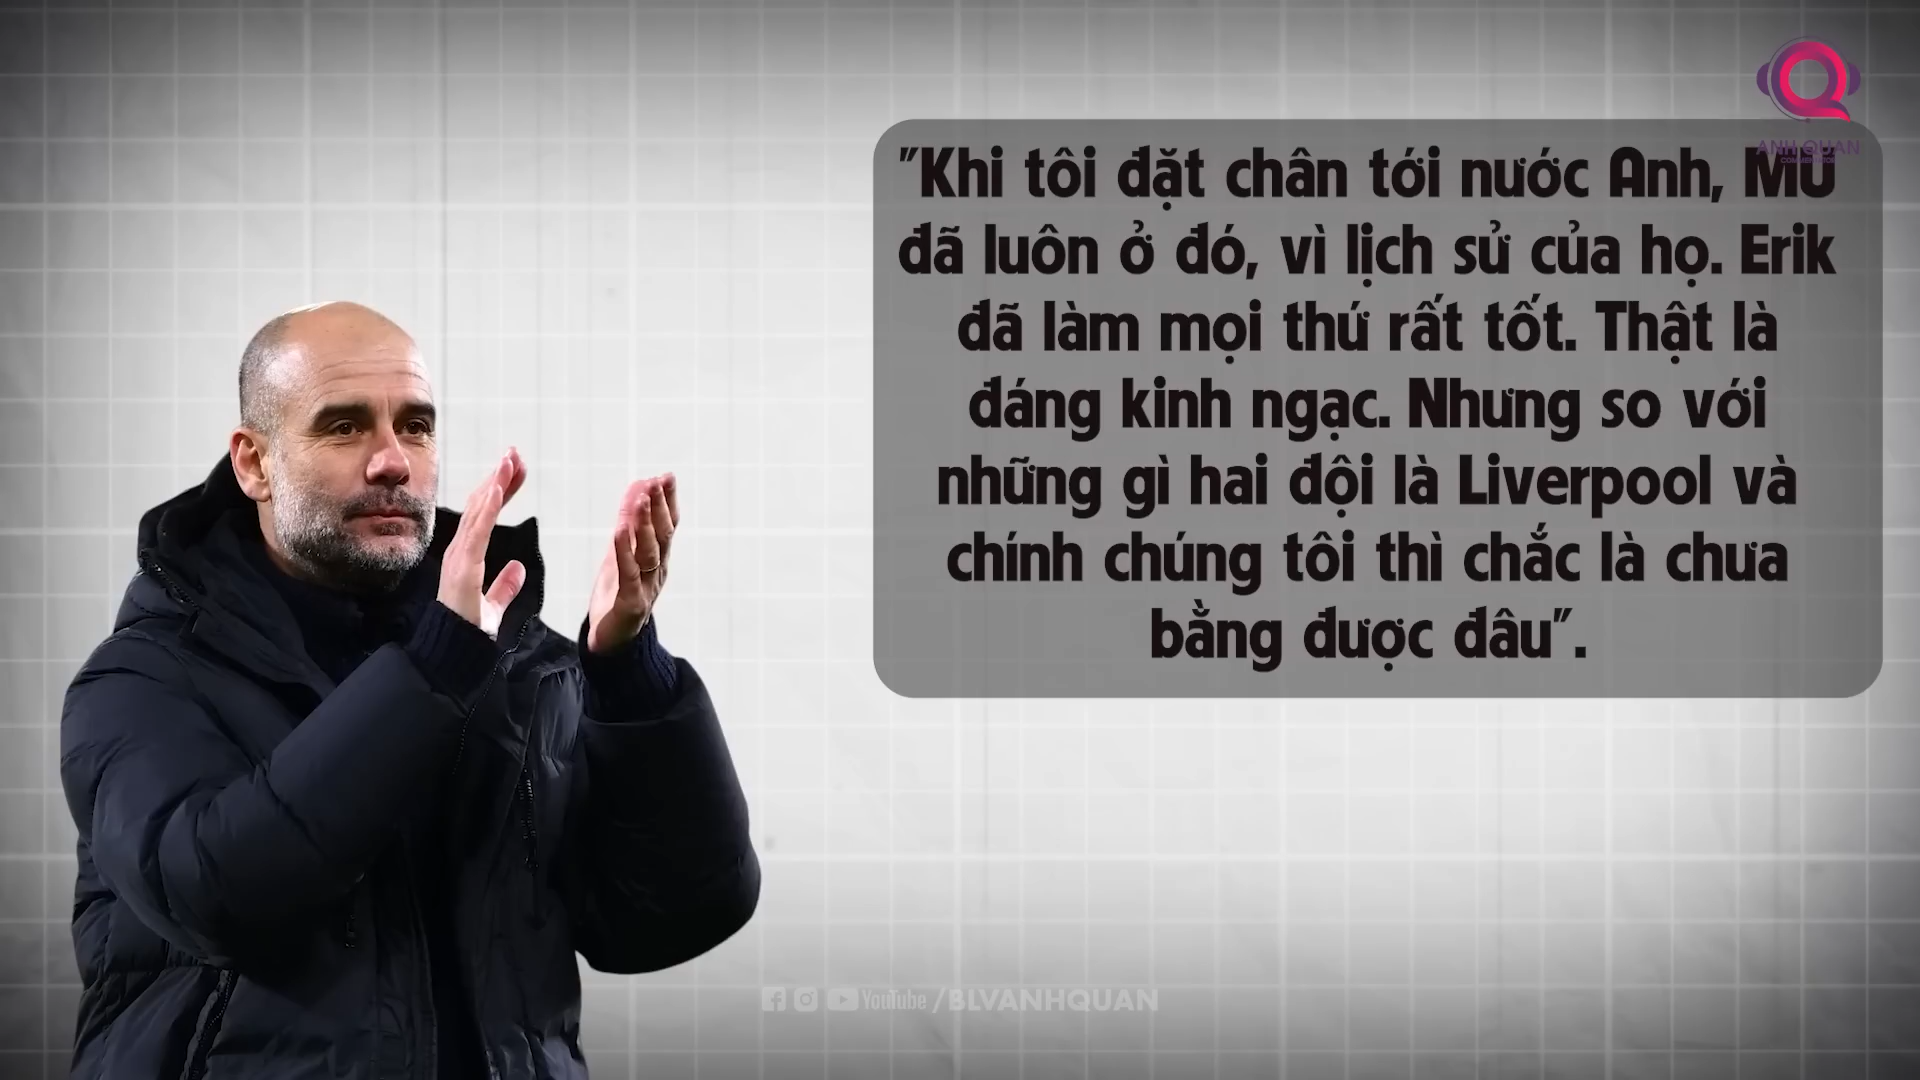 ANH QUAN
COMMENTATOR
"Khi tôi đặt chân tới nước Anh, MU
đã luôn ở đó, vì lịch sử của họ. Erik
đã làm mọi thứ rất tốt. Thật là
đáng kinh ngạc. Nhưng so với
những gì hai đội là Liverpool và
chính chúng tôi thì chắc là chưa
bằng được đâu".
YouTube /BLVANHQUAN